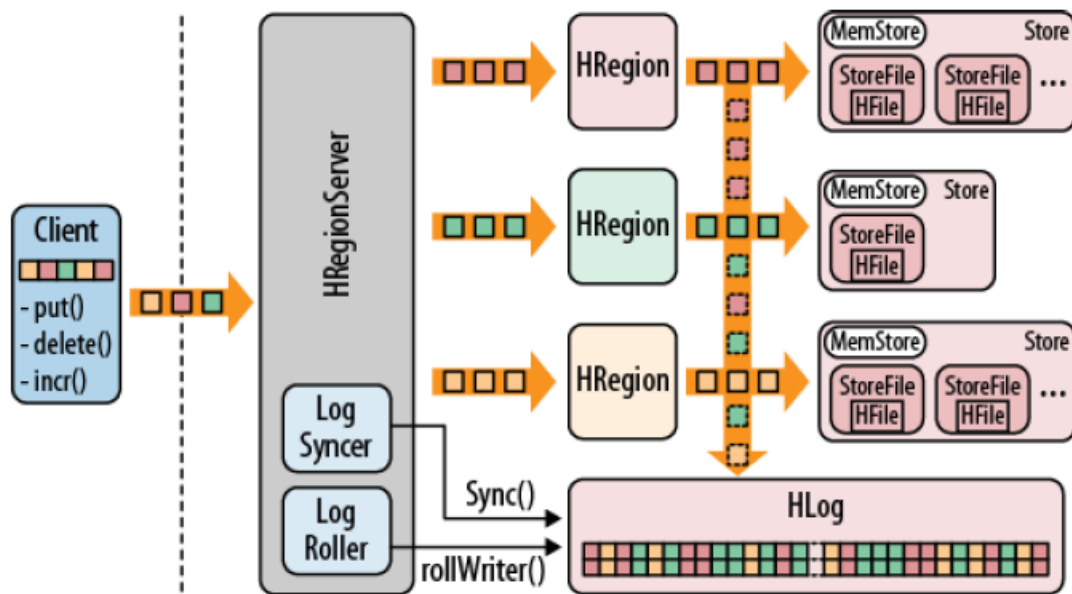 Client
- put()
- delete()
- incr()
HRegionServer
Log
Syncer
Log
Roller
Sync()
rollWriter()
HRegion
MemStore
Store
StoreFile
HFile
StoreFile
HFile
...
HRegion
MemStore
Store
StoreFile
HFile
HRegion
MemStore
Store
StoreFile
HFile
StoreFile
HFile
...
HLog